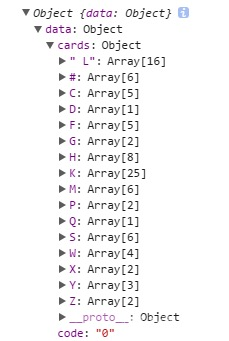 ▼ Object {data: Object} i
▼ data: Object
▼ cards: Object
▶ " L": Array[16]
▶ #: Array[6]
▶ C: Array[5]
▶ D: Array[1]
▶ F: Array[5]
▶ G: Array[2]
▶ H: Array[8]
▶ K: Array[25]
▶ M: Array[6]
▶ P: Array[2]
▶ Q: Array[1]
▶ S: Array[6]
▶ W: Array[4]
▶ X: Array[2]
▶ Y: Array[3]
▶ Z: Array[2]
▶ __proto__: Object
code: "0"